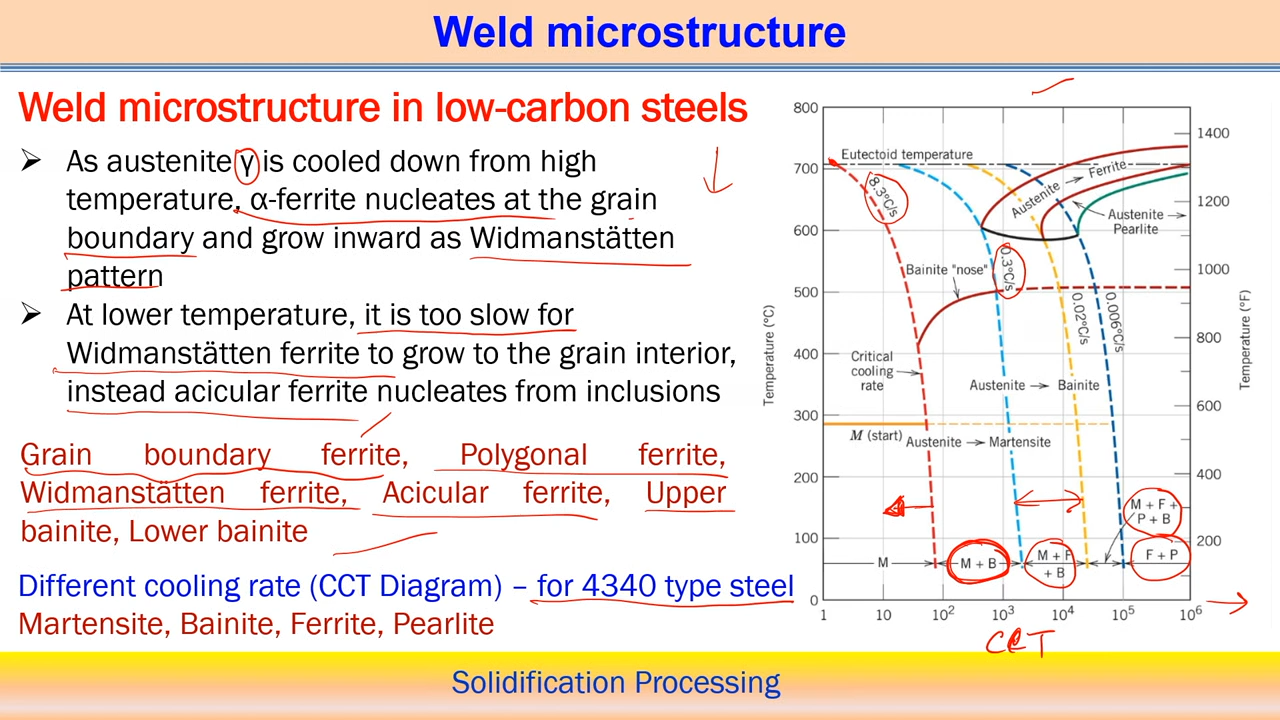 Weld microstructure
Weld microstructure in low-carbon steels
➢ As austenite γ is cooled down from high
temperature, α-ferrite nucleates at the grain
boundary and grow inward as Widmanstätten
pattern
➢ At lower temperature, it is too slow for
Widmanstätten ferrite to grow to the grain interior,
instead acicular ferrite nucleates from inclusions
Grain boundary ferrite, Polygonal ferrite,
Widmanstätten ferrite, Acicular ferrite, Upper
bainite, Lower bainite
Different cooling rate (CCT Diagram) – for 4340 type steel
Martensite, Bainite, Ferrite, Pearlite
800
700
600
500
400
300
200
100
0
Temperature (°C)
1400
1200
1000
800
600
400
200
Temperature (°F)
Eutectoid temperature
8.3°C/s
Austenite → Ferrite
Austenite →
Pearlite
Bainite "nose"
0.3°C/s
0.02°C/s
0.006°C/s
Critical
cooling
rate
Austenite → Bainite
M (start)
Austenite → Martensite
M + F +
P + B
M
M + B
M + F
+ B
F + P
1 10 10² 10³ 10⁴ 10⁵ 10⁶
CCT
Solidification Processing